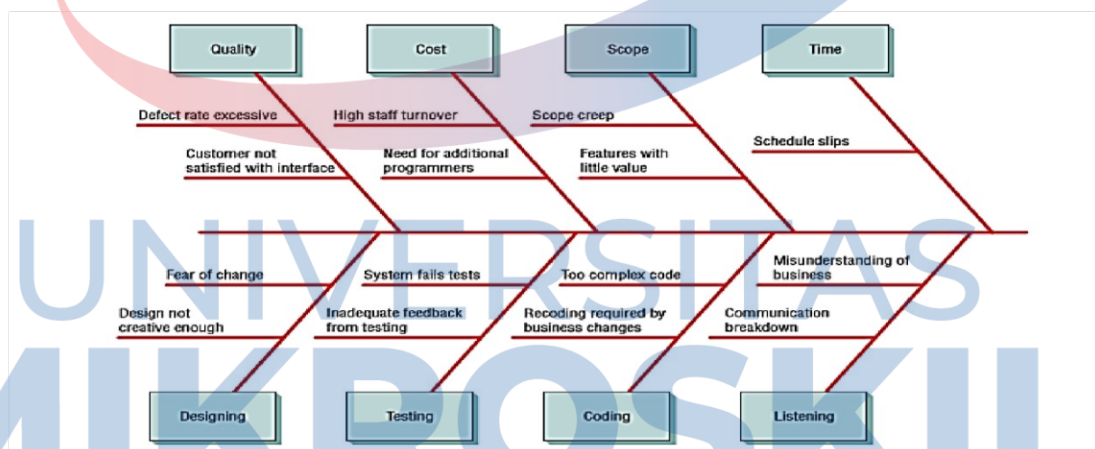 Quality
Cost
Scope
Time
Defect rate excessive
High staff turnover
Scope creep
Schedule slips
Customer not
satisfied with interface
Need for additional
programmers
Features with
little value
UNIVERSITAS
Fear of change
System fails tests
Too complex code
Misunderstanding of
business
Design not
creative enough
Inadequate feedback
from testing
Recoding required by
business changes
Communication
breakdown
MIKROSKIL
Designing
Testing
Coding
Listening